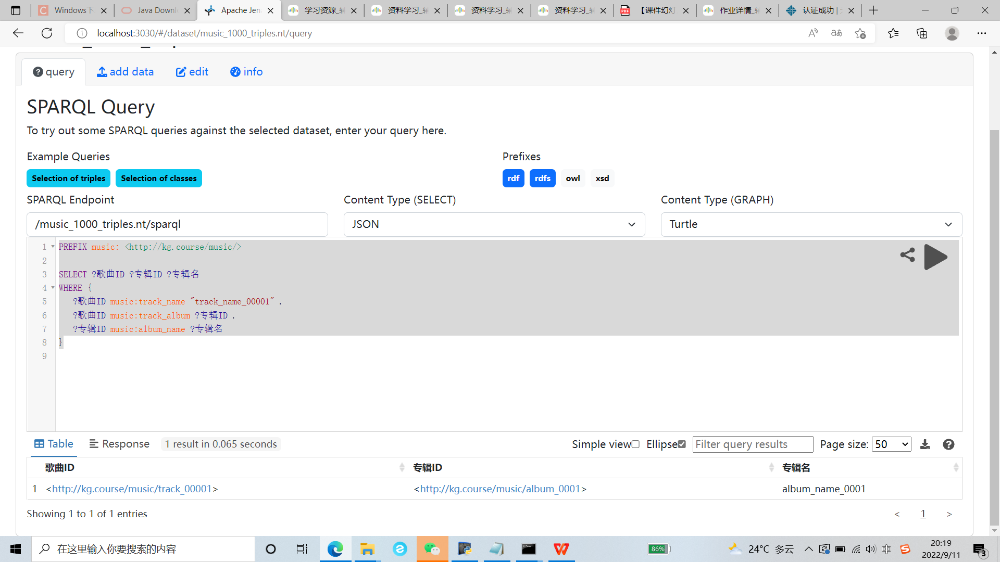 Windows下
Java Downl
Apache Jen
学习资源_辅
资料学习_辅
资料学习_辅
资料学习_辅
【课件幻灯
作业详情_辅
认证成功 |
localhost:3030/#/dataset/music_1000_triples.nt/query
query
add data
edit
info
SPARQL Query
To try out some SPARQL queries against the selected dataset, enter your query here.
Example Queries
Prefixes
Selection of triples
Selection of classes
rdf
rdfs
owl
xsd
SPARQL Endpoint
Content Type (SELECT)
Content Type (GRAPH)
/music_1000_triples.nt/sparql
JSON
Turtle
1 PREFIX music: <http://kg.course/music/>
2
3 SELECT ?歌曲ID ?专辑ID ?专辑名
4 WHERE {
5 ?歌曲ID music:track_name "track_name_00001" .
6 ?歌曲ID music:track_album ?专辑ID .
7 ?专辑ID music:album_name ?专辑名
8 }
9
Table
Response
1 result in 0.065 seconds
Simple view
Ellipse
Filter query results
Page size: 50
歌曲ID 专辑ID 专辑名
1 <http://kg.course/music/track_00001> <http://kg.course/music/album_0001> album_name_0001
Showing 1 to 1 of 1 entries
< 1 >
在这里输入你要搜索的内容
86%
24°C 多云
中
20:19
2022/9/11
3